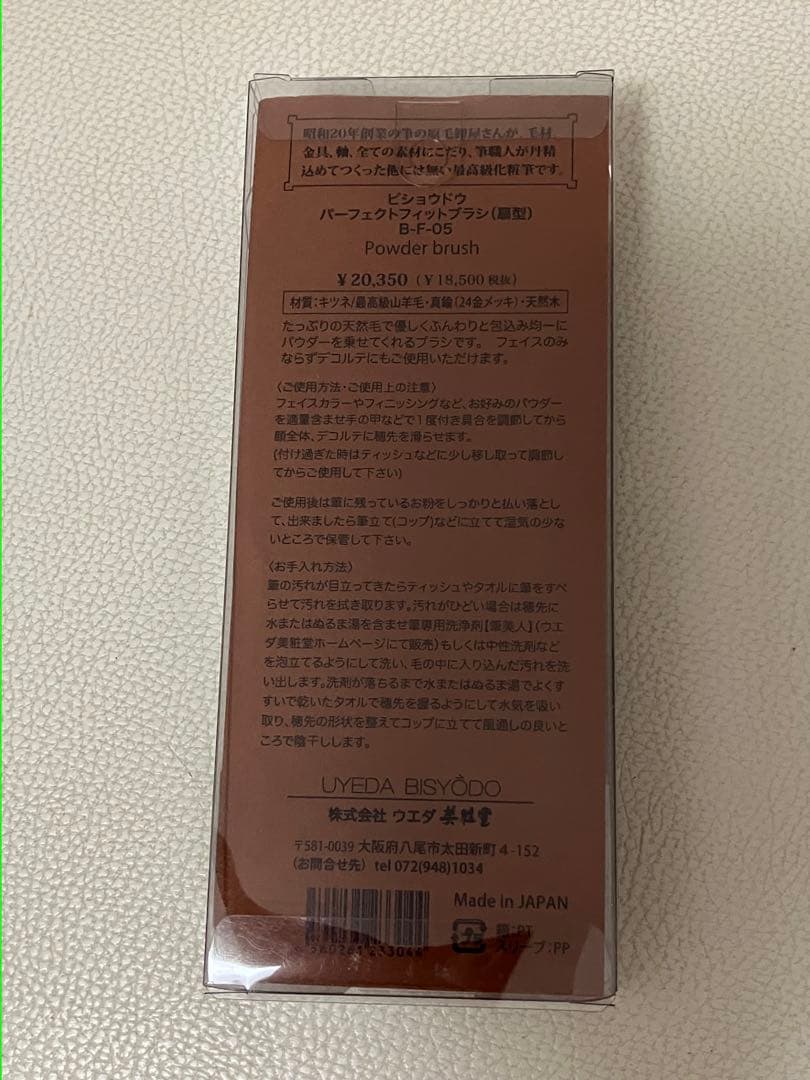 昭和20年創業の筆の原毛卸屋さんが、毛材、
金具、軸、全ての素材にこだり、筆職人が丹精
込めてつくった他には無い最高級化粧筆です。
ビショウドウ
パーフェクトフィットブラシ(扇型)
B-F-05
Powder brush
￥20,350(￥18,500税抜)
材質:キツネ/最高級山羊毛・真鍮(24金メッキ)・天然木
たっぷりの天然毛で優しくふんわりと包込み均一に
パウダーを乗せてくれるブラシです。 フェイスのみ
ならずデコルテにもご使用いただけます。
〈ご使用方法・ご使用上の注意〉
フェイスカラーやフィニッシングなど、お好みのパウダー
を適量含ませ手の甲などで1度付き具合を調節してから
顔全体、デコルテに穂先を滑らせます。
(付け過ぎた時はティッシュなどに少し移し取って調節し
てからご使用して下さい)
ご使用後は筆に残っているお粉をしっかりと払い落とし
て、出来ましたら筆立て(コップ)などに立てて湿気の少な
いところで保管して下さい。
〈お手入れ方法〉
筆の汚れが目立ってきたらティッシュやタオルに筆をすべ
らせて汚れを拭き取ります。汚れがひどい場合は穂先に
水またはぬるま湯を含ませ筆専用洗浄剤【筆美人】(ウエ
ダ美粧堂ホームページにて販売)もしくは中性洗剤など
を泡立てるようにして洗い、毛の中に入り込んだ汚れを洗
い出します。洗剤が落ちるまで水またはぬるま湯でよくす
すいで乾いたタオルで穂先を握るようにして水気を吸い
取り、穂先の形状を整えてコップに立てて風通しの良いと
ころで陰干しします。
UYEDA BISYODO
株式会社 ウエダ美粧堂
〒581-0039 大阪府八尾市太田新町4-152
(お問合せ先) tel 072(948)1034
Made in JAPAN
箱:PT
スリーブ:PP